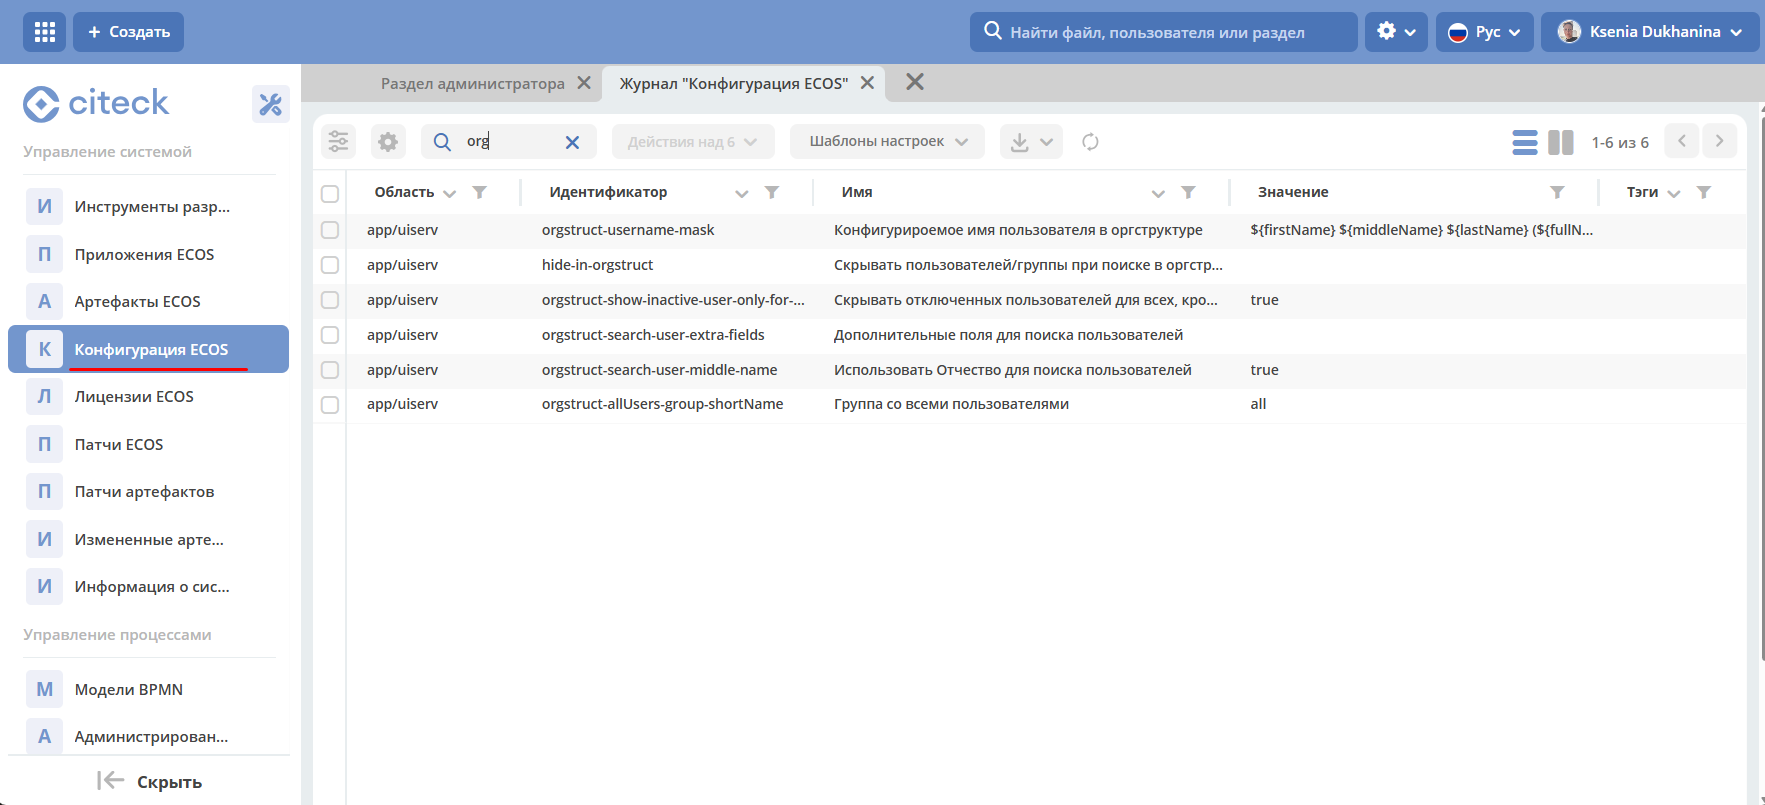 + Создать
Найти файл, пользователя или раздел
Рус
Ksenia Dukhanina
citeck
Управление системой
И Инструменты разр...
П Приложения ECOS
А Артефакты ECOS
К Конфигурация ECOS
Л Лицензии ECOS
П Патчи ECOS
П Патчи артефактов
И Измененные арте...
И Информация о сис...
Управление процессами
М Модели BPMN
А Администрирован...
Скрыть
Раздел администратора
Журнал "Конфигурация ECOS"
org
Действия над 6
Шаблоны настроек
1-6 из 6
Область Идентификатор Имя Значение Тэги
app/uiserv orgstruct-username-mask Конфигурироемое имя пользователя в оргструктуре ${firstName} ${middleName} ${lastName} (${fullN...
app/uiserv hide-in-orgstruct Скрывать пользователей/группы при поиске в оргстр...
app/uiserv orgstruct-show-inactive-user-only-for-... Скрывать отключенных пользователей для всех, кро... true
app/uiserv orgstruct-search-user-extra-fields Дополнительные поля для поиска пользователей
app/uiserv orgstruct-search-user-middle-name Использовать Отчество для поиска пользователей true
app/uiserv orgstruct-allUsers-group-shortName Группа со всеми пользователями all